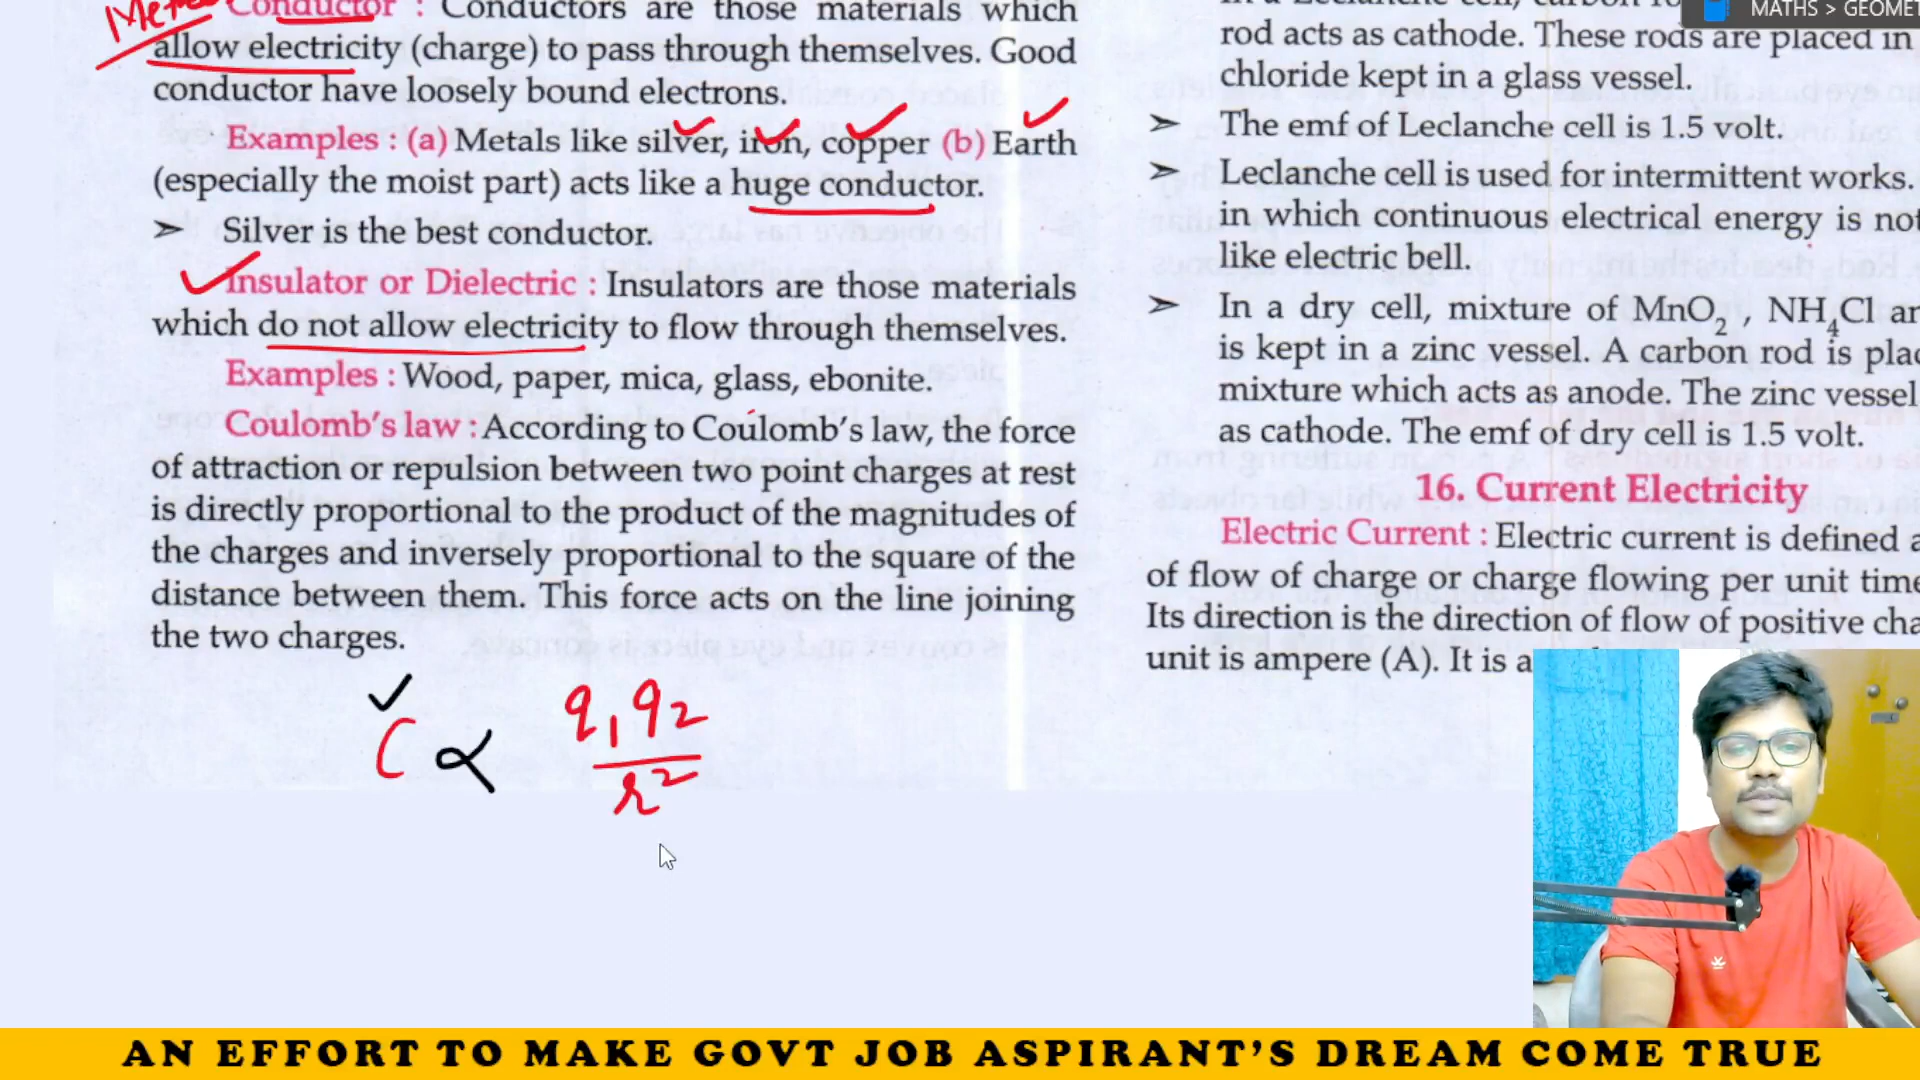 Conductor : Conductors are those materials which
allow electricity (charge) to pass through themselves. Good
conductor have loosely bound electrons.
Examples : (a) Metals like silver, iron, copper (b) Earth
(especially the moist part) acts like a huge conductor.
➢ Silver is the best conductor.
Insulator or Dielectric : Insulators are those materials
which do not allow electricity to flow through themselves.
Examples : Wood, paper, mica, glass, ebonite.
Coulomb's law : According to Coulomb's law, the force
of attraction or repulsion between two point charges at rest
is directly proportional to the product of the magnitudes of
the charges and inversely proportional to the square of the
distance between them. This force acts on the line joining
the two charges.
C ∝ q₁q₂
r²
MATHS > GEOMET
rod acts as cathode. These rods are placed in
chloride kept in a glass vessel.
➢ The emf of Leclanche cell is 1.5 volt.
➢ Leclanche cell is used for intermittent works.
in which continuous electrical energy is not
like electric bell.
➢ In a dry cell, mixture of MnO₂ , NH₄Cl
is kept in a zinc vessel. A carbon rod is
mixture which acts as anode. The zinc vessel
as cathode. The emf of dry cell is 1.5 volt.
16. Current Electricity
Electric Current : Electric current is defined
of flow of charge or charge flowing per unit time
Its direction is the direction of flow of positive
unit is ampere (A). It is a
AN EFFORT TO MAKE GOVT JOB ASPIRANT'S DREAM COME TRUE